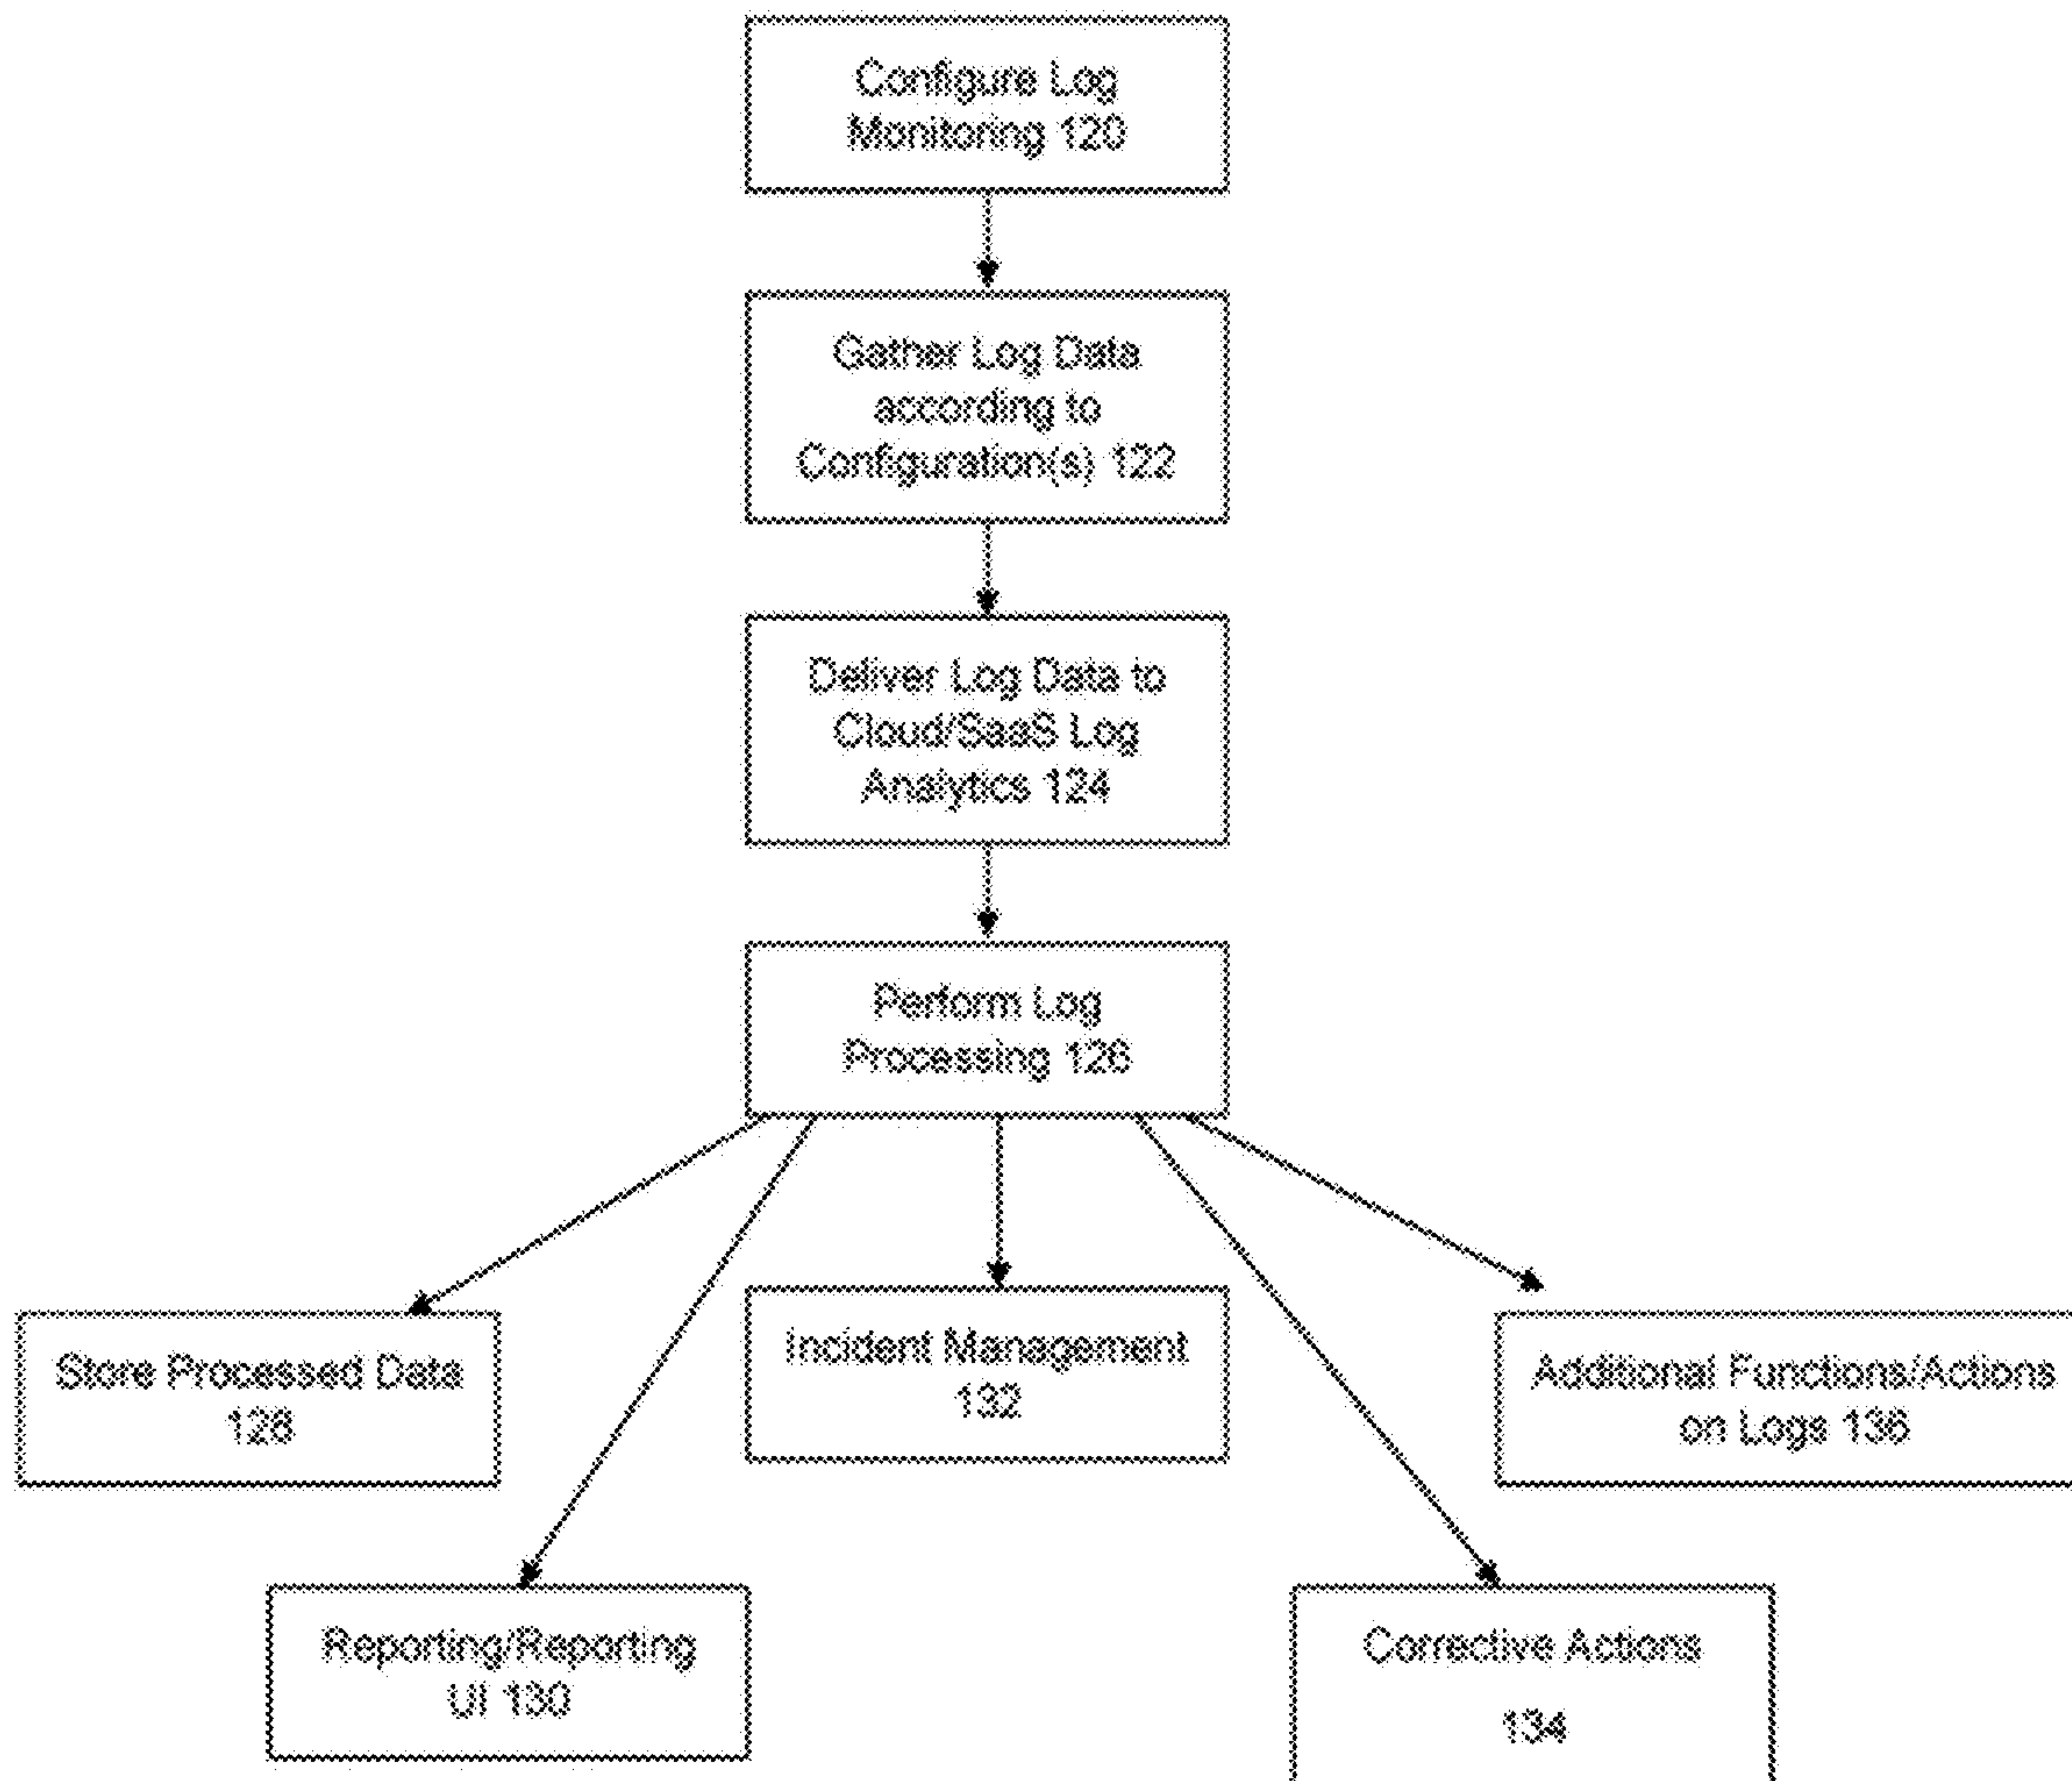 Configure Log
Monitoring 120
Gather Log Data
according to
Configuration(s) 122
Deliver Log Data to
Cloud/SaaS Log
Analytics 124
Perform Log
Processing 126
Store Processed Data
128
Incident Management
132
Additional Functions/Actions
on Logs 136
Reporting/Reporting
UI 130
Corrective Actions
134